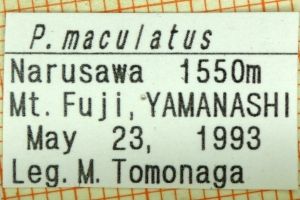 P. maculatus
Narusawa 1550m
Mt. Fuji, YAMANASHI
May 23, 1993
Leg. M. Tomonaga